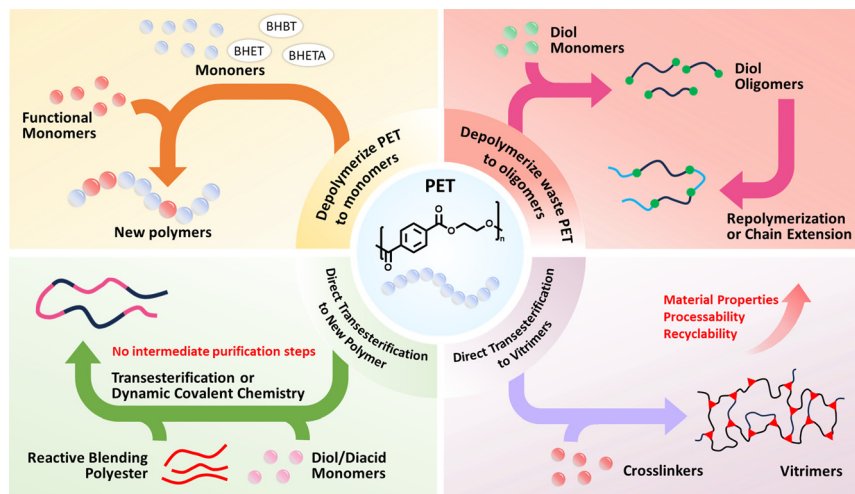 BHBT
BHET
BHETA
Mononers
Functional
Monomers
New polymers
Depolymerize PET
to monomers
Diol
Monomers
Diol
Oligomers
Depolymerize waste PET
to oligomers
Repolymerization
or Chain Extension
PET
O
O
O
O
n
Direct Transesterification
to New Polymer
Direct Transesterification
to Vitrimers
No intermediate purification steps
Transesterification or
Dynamic Covalent Chemistry
Reactive Blending
Polyester
Diol/Diacid
Monomers
Material Properties
Processability
Recyclability
Crosslinkers
Vitrimers